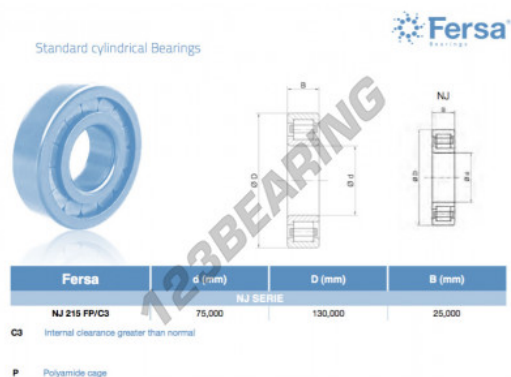 Fersa
Bearings
Standard cylindrical Bearings
B
Ø D
Ø d
NJ
B
Ø D
Ø d
123BEARING
Fersa d (mm) D (mm) B (mm)
NJ SERIE
NJ 215 FP/C3 75,000 130,000 25,000
C3 Internal clearance greater than normal
P Polyamide cage